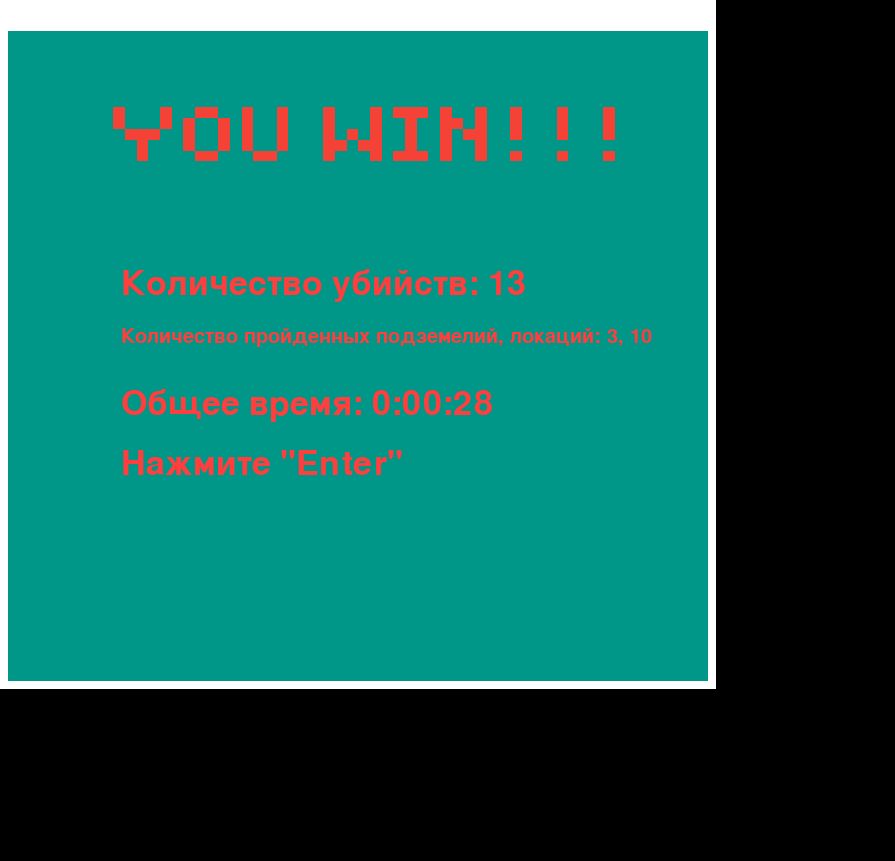 YOU WIN!!!
Количество убийств: 13
Количество пройденных подземелий, локаций: 3, 10
Общее время: 0:00:28
Нажмите "Enter"